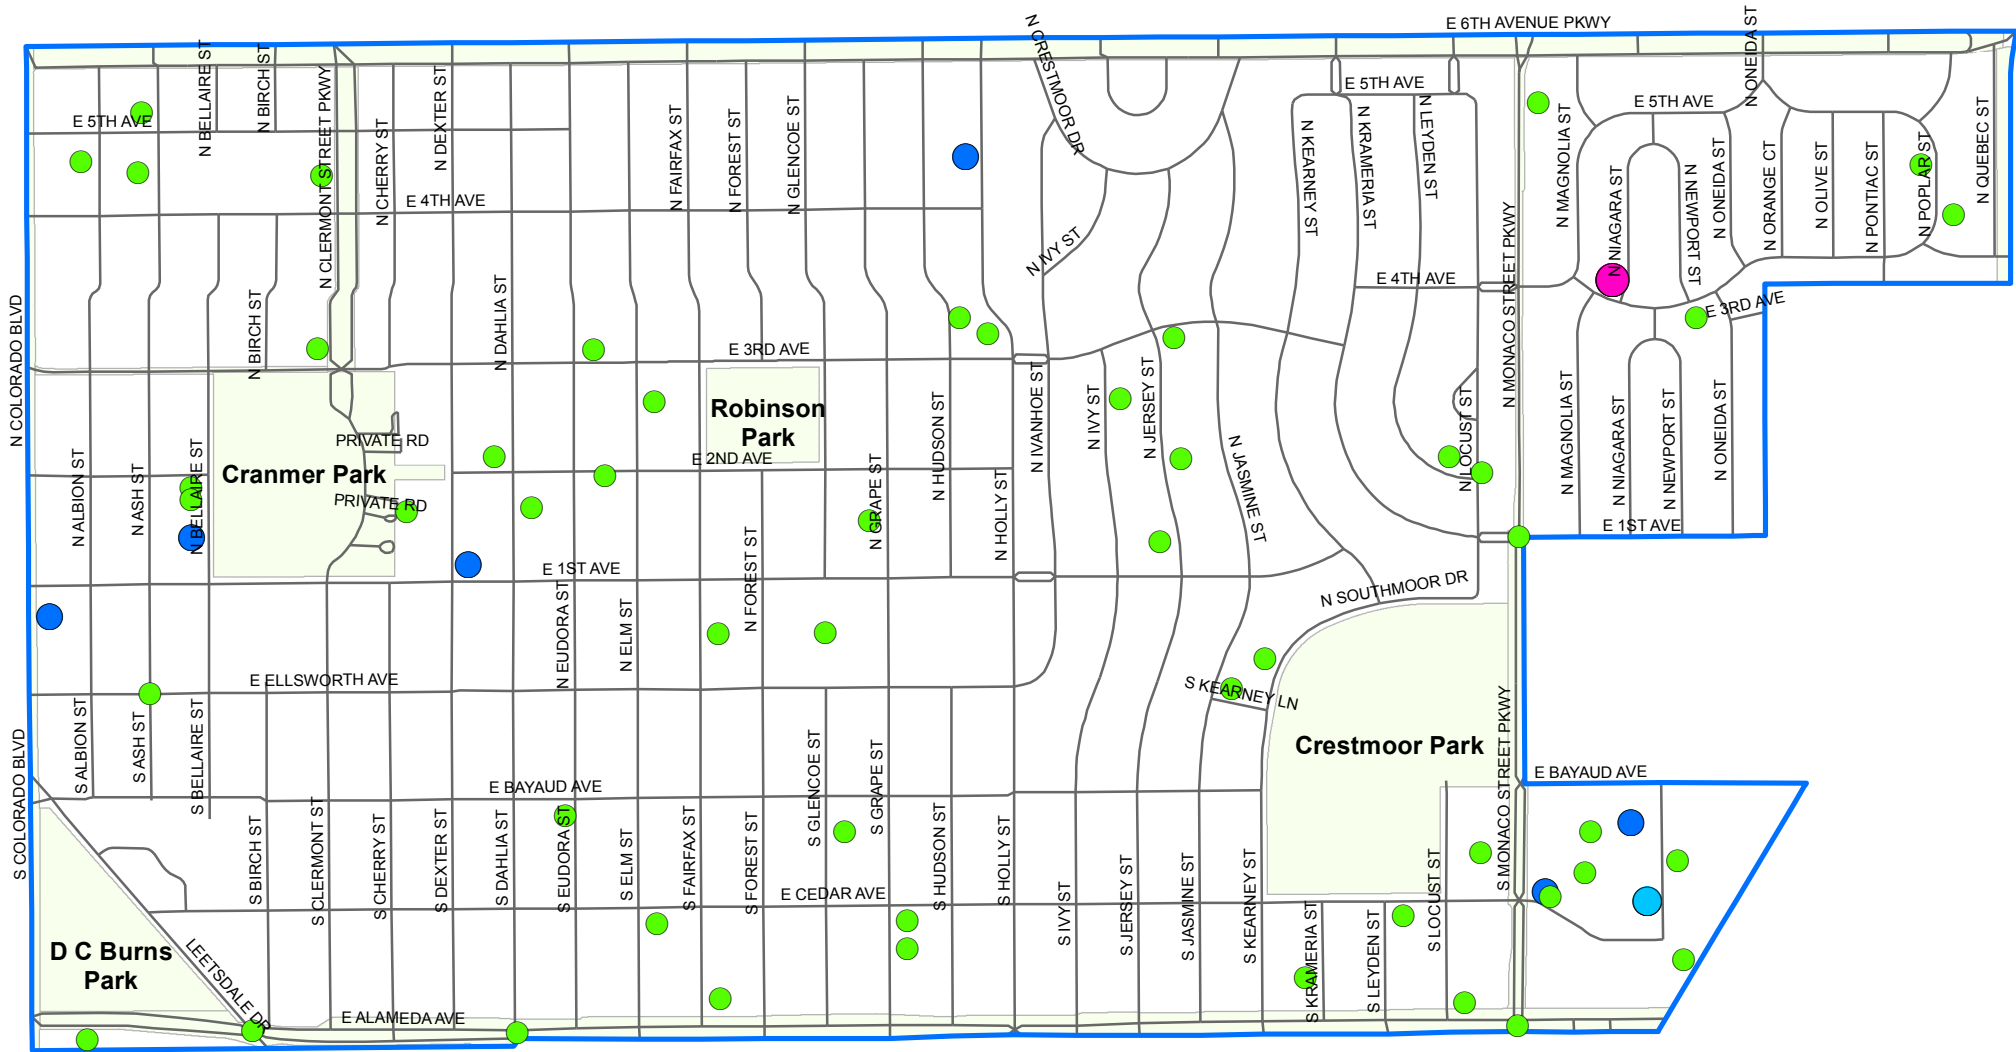 E 6TH AVENUE PKWY
N CRESTMOOR DR
N ONEIDA ST
N BELLAIRE ST
N BIRCH ST
N CLERMONT STREET PKWY
N DEXTER ST
N CHERRY ST
E 5TH AVE
E 5TH AVE
E 5TH AVE
N FAIRFAX ST
N FOREST ST
N GLENCOE ST
N KEARNEY ST
N KRAMERIA ST
N LEYDEN ST
N MAGNOLIA ST
N NIAGARA ST
N NEWPORT ST
N ONEIDA ST
N ORANGE CT
N OLIVE ST
N PONTIAC ST
N POPLAR ST
N QUEBEC ST
E 4TH AVE
N IVY ST
E 4TH AVE
N MONACO STREET PKWY
E 3RD AVE
N COLORADO BLVD
N BIRCH ST
N DAHLIA ST
E 3RD AVE
N IVANHOE ST
N IVY ST
N JERSEY ST
N JASMINE ST
N LOCUST ST
N MAGNOLIA ST
N NIAGARA ST
N NEWPORT ST
N ONEIDA ST
Robinson
Park
PRIVATE RD
Cranmer Park
E 2ND AVE
N ALBION ST
N ASH ST
N BELLAIRE ST
PRIVATE RD
N GRAPE ST
N HUDSON ST
N HOLLY ST
E 1ST AVE
E 1ST AVE
N EUDORA ST
N ELM ST
N FOREST ST
N SOUTHMOOR DR
E ELLSWORTH AVE
S KEARNEY LN
S COLORADO BLVD
S ALBION ST
S ASH ST
S BELLAIRE ST
Crestmoor Park
S MONACO STREET PKWY
E BAYAUD AVE
E BAYAUD AVE
S BIRCH ST
S CLERMONT ST
S CHERRY ST
S DEXTER ST
S DAHLIA ST
S EUDORA ST
S ELM ST
S FAIRFAX ST
S FOREST ST
S GLENCOE ST
S GRAPE ST
S HUDSON ST
S HOLLY ST
S IVY ST
S JERSEY ST
S JASMINE ST
S KEARNEY ST
S KRAMERIA ST
S LEYDEN ST
S LOCUST ST
E CEDAR AVE
D C Burns
Park
LEETSDALE DR
E ALAMEDA AVE